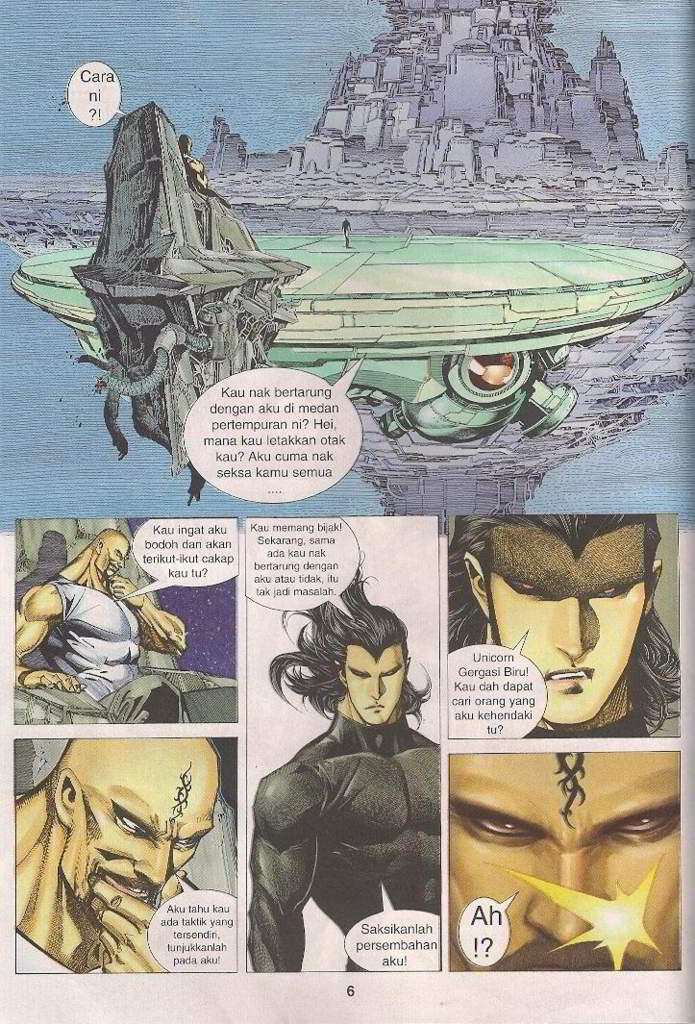 Cara
ni
?!
Kau nak bertarung
dengan aku di medan
pertempuran ni? Hei,
mana kau letakkan otak
kau? Aku cuma nak
seksa kamu semua
....
Kau ingat aku
bodoh dan akan
terikut-ikut cakap
kau tu?
Kau memang bijak!
Sekarang, sama
ada kau nak
bertarung dengan
aku atau tidak, itu
tak jadi masalah.
Unicorn
Gergasi Biru!
Kau dah dapat
cari orang yang
aku kehendaki
tu?
Aku tahu kau
ada taktik yang
tersendiri,
tunjukkanlah
pada aku!
Saksikanlah
persembahan
aku!
Ah
!?
6